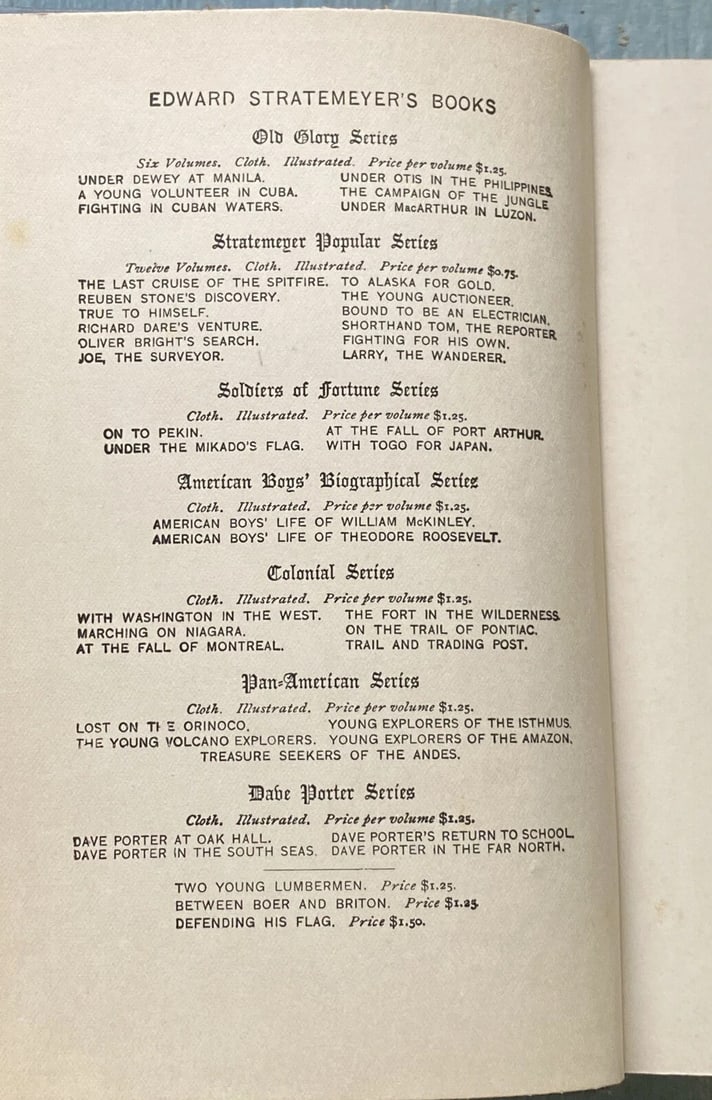 EDWARD STRATEMEYER'S BOOKS
Old Glory Series
Six Volumes. Cloth. Illustrated. Price per volume $1.25.
UNDER DEWEY AT MANILA. UNDER OTIS IN THE PHILIPPINES.
A YOUNG VOLUNTEER IN CUBA. THE CAMPAIGN OF THE JUNGLE
FIGHTING IN CUBAN WATERS. UNDER MacARTHUR IN LUZON.
Stratemeyer Popular Series
Twelve Volumes. Cloth. Illustrated. Price per volume $0.75.
THE LAST CRUISE OF THE SPITFIRE. TO ALASKA FOR GOLD.
REUBEN STONE'S DISCOVERY. THE YOUNG AUCTIONEER.
TRUE TO HIMSELF. BOUND TO BE AN ELECTRICIAN.
RICHARD DARE'S VENTURE. SHORTHAND TOM, THE REPORTER
OLIVER BRIGHT'S SEARCH. FIGHTING FOR HIS OWN.
JOE, THE SURVEYOR. LARRY, THE WANDERER.
Soldiers of Fortune Series
Cloth. Illustrated. Price per volume $1.25.
ON TO PEKIN. AT THE FALL OF PORT ARTHUR.
UNDER THE MIKADO'S FLAG. WITH TOGO FOR JAPAN.
American Boys' Biographical Series
Cloth. Illustrated. Price per volume $1.25.
AMERICAN BOYS' LIFE OF WILLIAM McKINLEY.
AMERICAN BOYS' LIFE OF THEODORE ROOSEVELT.
Colonial Series
Cloth. Illustrated. Price per volume $1.25.
WITH WASHINGTON IN THE WEST. THE FORT IN THE WILDERNESS.
MARCHING ON NIAGARA. ON THE TRAIL OF PONTIAC.
AT THE FALL OF MONTREAL. TRAIL AND TRADING POST.
Pan-American Series
Cloth. Illustrated. Price per volume $1.25.
LOST ON THE ORINOCO. YOUNG EXPLORERS OF THE ISTHMUS.
THE YOUNG VOLCANO EXPLORERS. YOUNG EXPLORERS OF THE AMAZON.
TREASURE SEEKERS OF THE ANDES.
Dave Porter Series
Cloth. Illustrated. Price per volume $1.25.
DAVE PORTER AT OAK HALL. DAVE PORTER'S RETURN TO SCHOOL.
DAVE PORTER IN THE SOUTH SEAS. DAVE PORTER IN THE FAR NORTH.
TWO YOUNG LUMBERMEN. Price $1.25.
BETWEEN BOER AND BRITON. Price $1.25
DEFENDING HIS FLAG. Price $1.50.